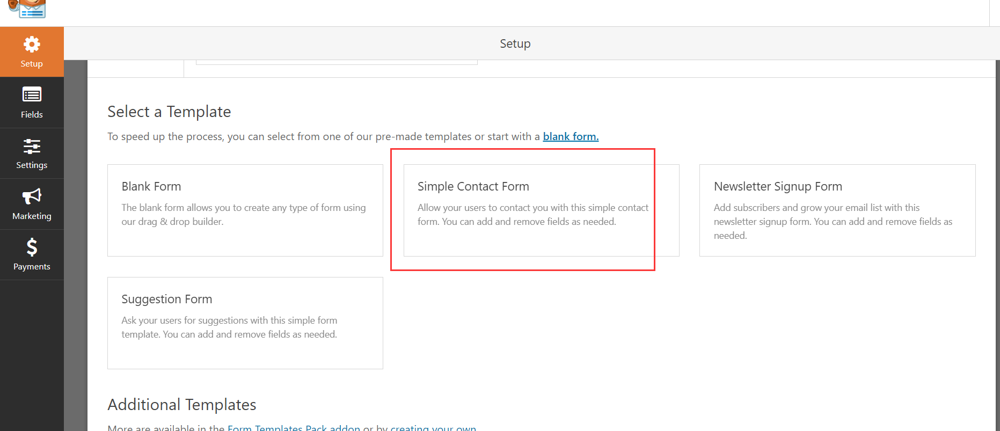 Setup
Setup
Fields
Settings
Marketing
Payments
Select a Template
To speed up the process, you can select from one of our pre-made templates or start with a blank form.
Blank Form
The blank form allows you to create any type of form using
our drag & drop builder.
Simple Contact Form
Allow your users to contact you with this simple contact
form. You can add and remove fields as needed.
Newsletter Signup Form
Add subscribers and grow your email list with this
newsletter signup form. You can add and remove fields as
needed.
Suggestion Form
Ask your users for suggestions with this simple form
template. You can add and remove fields as needed.
Additional Templates
More are available in the Form Templates Pack addon or by creating your own